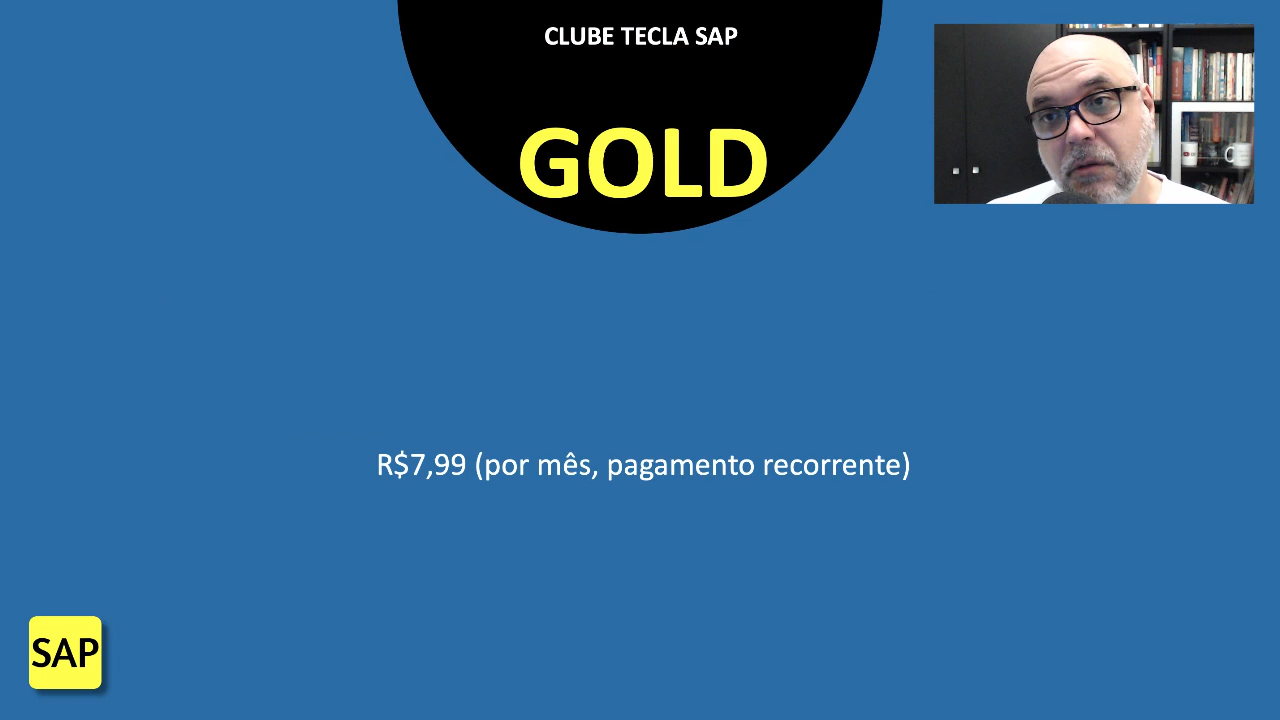 CLUBE TECLA SAP
GOLD
R$7,99 (por mês, pagamento recorrente)
SAP